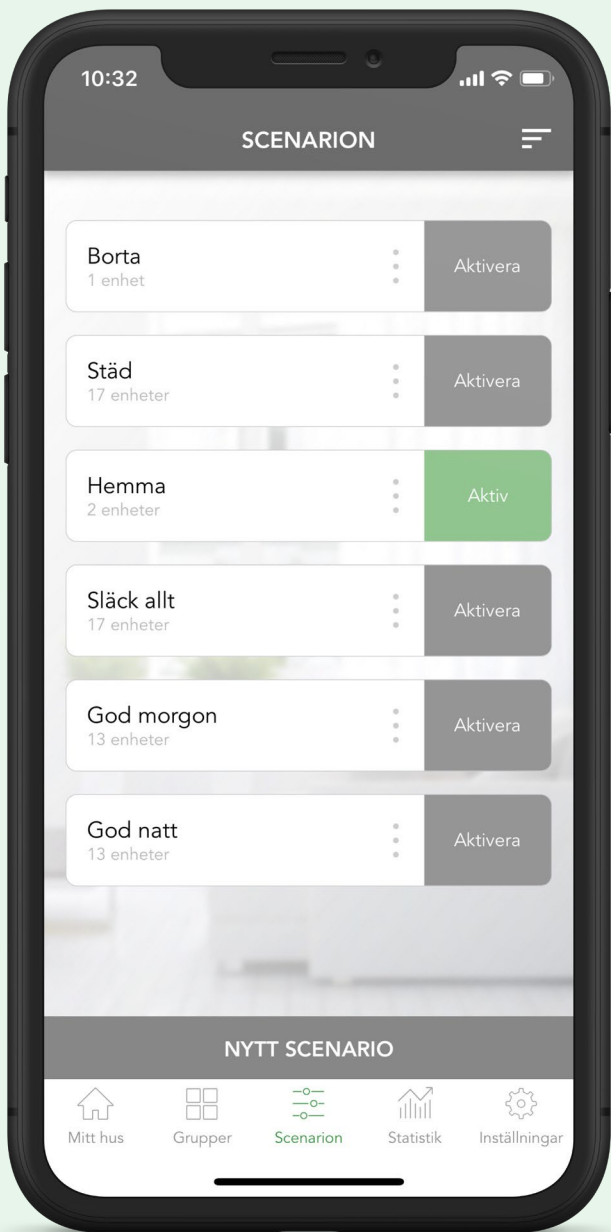 10:32
SCENARION
Borta
1 enhet
Aktivera
Städ
17 enheter
Aktivera
Hemma
2 enheter
Aktiv
Släck allt
17 enheter
Aktivera
God morgon
13 enheter
Aktivera
God natt
13 enheter
Aktivera
NYTT SCENARIO
Mitt hus Grupper Scenarion Statistik Inställningar